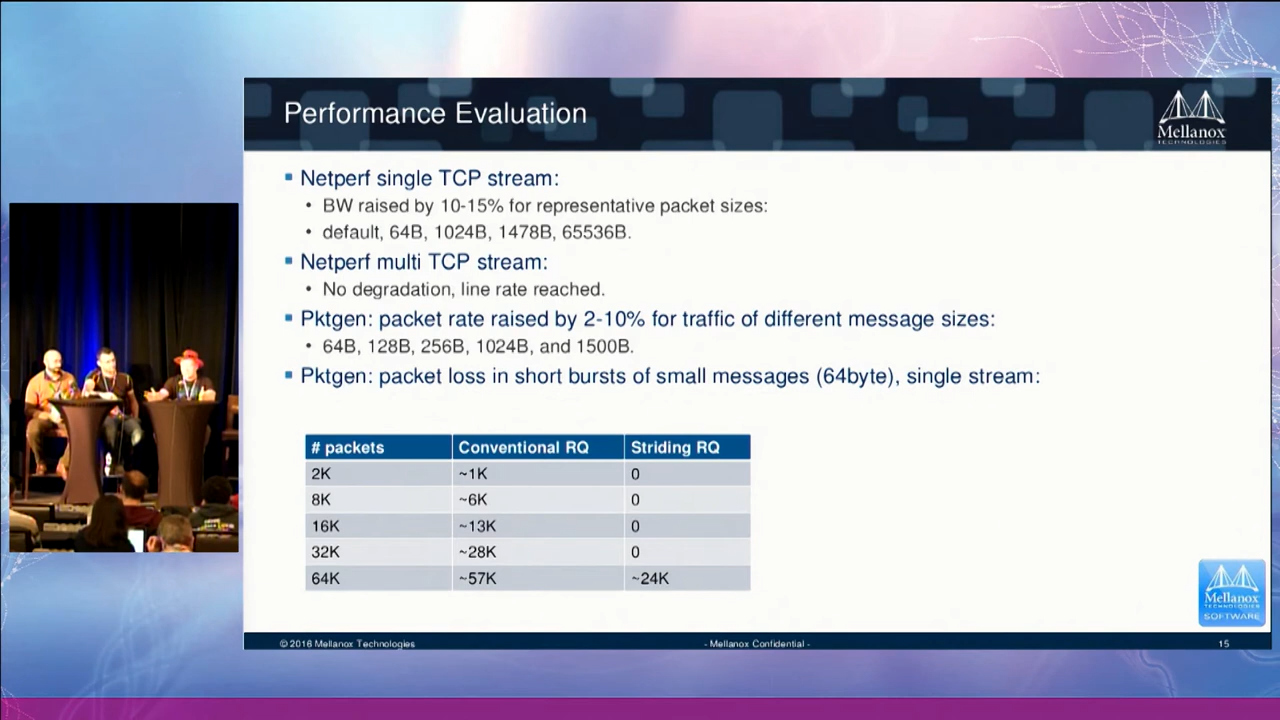 Performance Evaluation
Mellanox
TECHNOLOGIES
Netperf single TCP stream:
• BW raised by 10-15% for representative packet sizes:
• default, 64B, 1024B, 1478B, 65536B.
Netperf multi TCP stream:
• No degradation, line rate reached.
Pktgen: packet rate raised by 2-10% for traffic of different message sizes:
• 64B, 128B, 256B, 1024B, and 1500B.
Pktgen: packet loss in short bursts of small messages (64byte), single stream:
# packets Conventional RQ Striding RQ
2K ~1K 0
8K ~6K 0
16K ~13K 0
32K ~28K 0
64K ~57K ~24K
Mellanox
TECHNOLOGIES
SOFTWARE
© 2016 Mellanox Technologies - Mellanox Confidential - 15